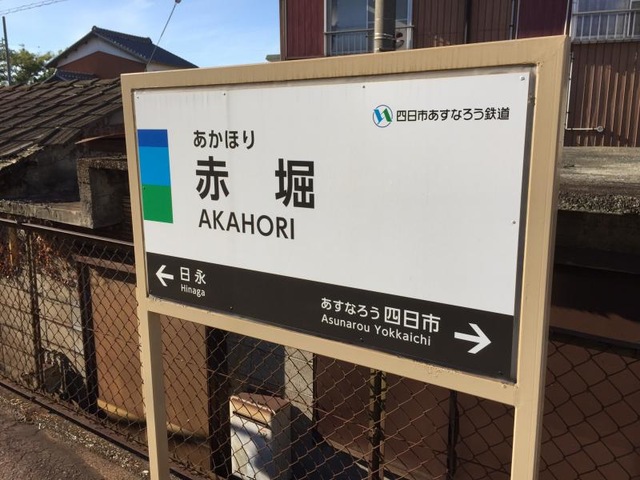 四日市あすなろう鉄道
あかほり
赤 堀
AKAHORI
← 日永
Hinaga
あすなろう四日市 →
Asunarou Yokkaichi